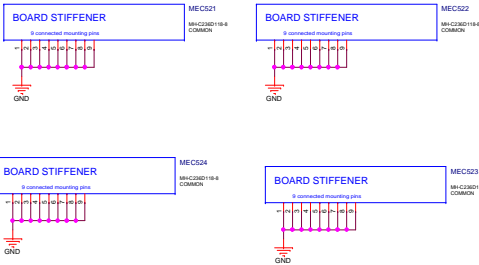 MEC521
BOARD STIFFENER
MH-C236D118-8
COMMON
9 connected mounting pins
1 2 3 4 5 6 7 8 9
GND
MEC522
BOARD STIFFENER
MH-C236D118-8
COMMON
9 connected mounting pins
1 2 3 4 5 6 7 8 9
GND
MEC524
BOARD STIFFENER
MH-C236D118-8
COMMON
9 connected mounting pins
1 2 3 4 5 6 7 8 9
GND
MEC523
BOARD STIFFENER
MH-C236D1
COMMON
9 connected mounting pins
1 2 3 4 5 6 7 8 9
GND